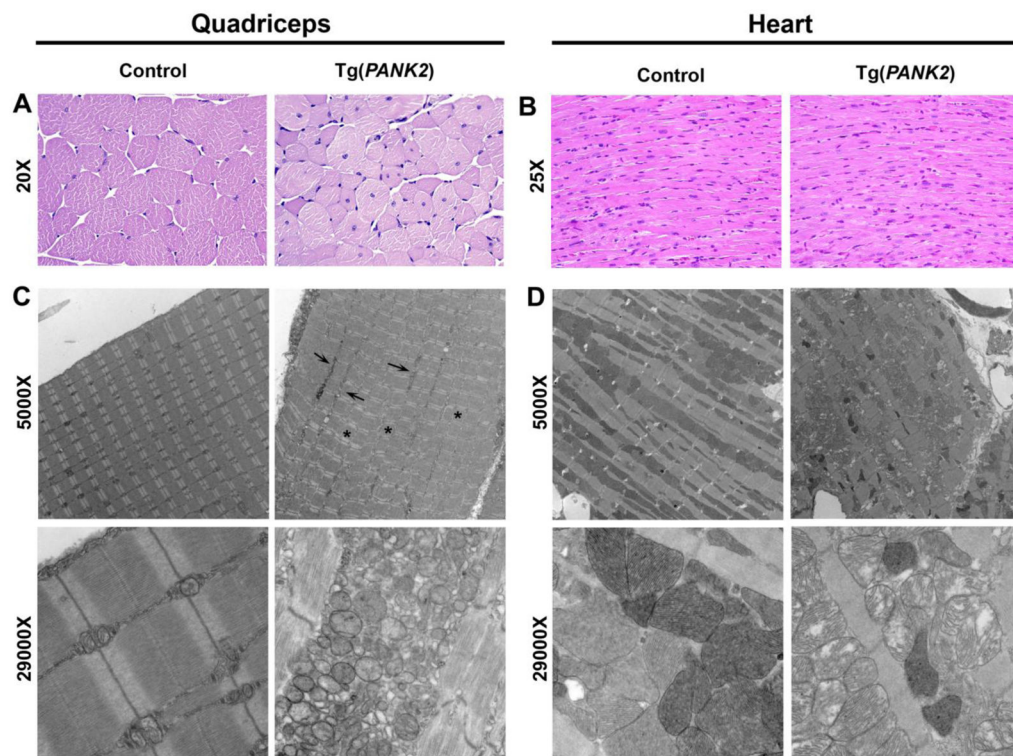 Quadriceps Heart
Control Tg(PANK2) Control Tg(PANK2)
A B
20X 25X
C D
5000X 5000X
* * *
29000X 29000X